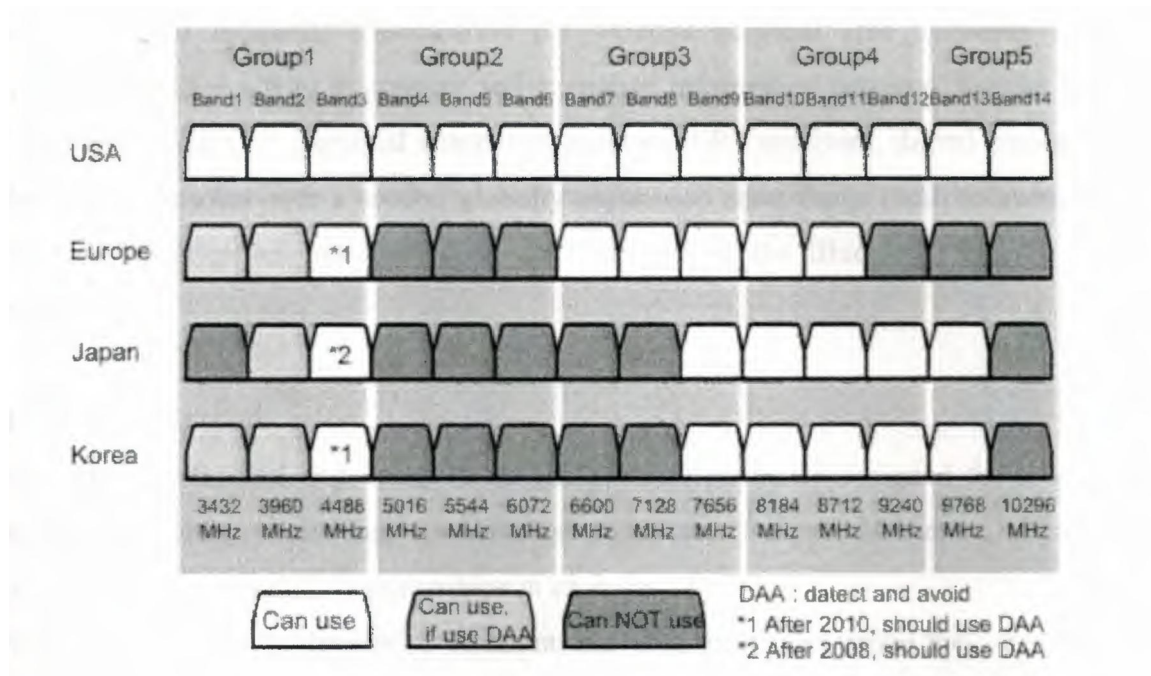 Group1 Group2 Group3 Group4 Group5
Band1 Band2 Band3 Band4 Band5 Band6 Band7 Band8 Band9 Band10 Band11 Band12 Band13 Band14
USA
Europe *1
Japan *2
Korea *1
3432 3960 4488 5016 5544 6072 6600 7128 7656 8184 8712 9240 9768 10296
MHz MHz MHz MHz MHz MHz MHz MHz MHz MHz MHz MHz MHz MHz
Can use
Can use,
if use DAA
Can NOT use
DAA : datect and avoid
*1 After 2010, should use DAA
*2 After 2008, should use DAA